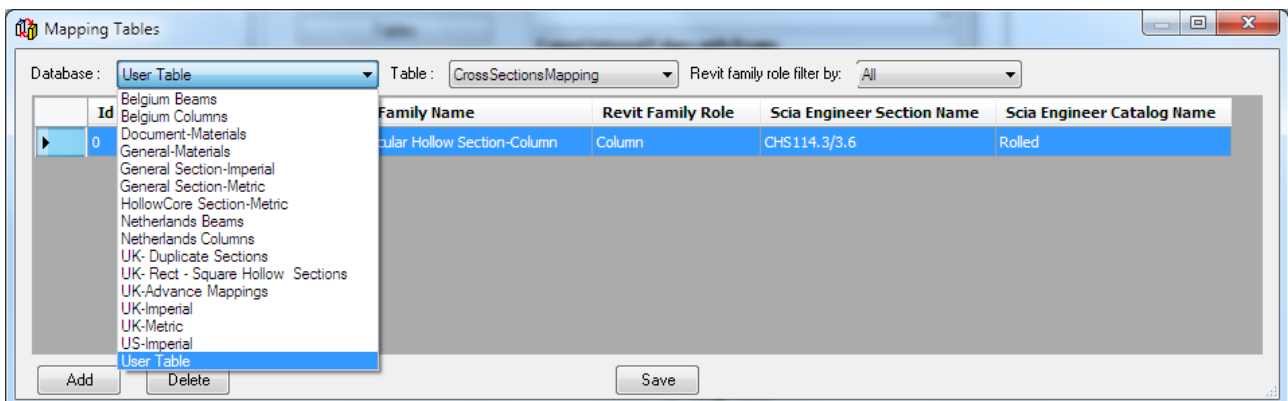 Mapping Tables
Database : User Table Table : CrossSectionsMapping Revit family role filter by: All
Id Family Name Revit Family Role Scia Engineer Section Name Scia Engineer Catalog Name
0 cular Hollow Section-Column Column CHS114.3/3.6 Rolled
Belgium Beams
Belgium Columns
Document-Materials
General-Materials
General Section-Imperial
General Section-Metric
HollowCore Section-Metric
Netherlands Beams
Netherlands Columns
UK- Duplicate Sections
UK- Rect - Square Hollow Sections
UK-Advance Mappings
UK-Imperial
UK-Metric
US-Imperial
User Table
Add Delete Save